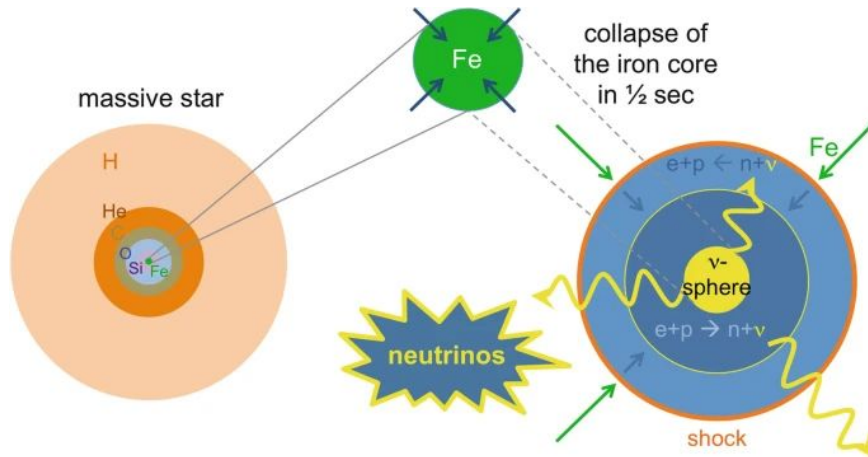 massive star
H
He
C
O
Si
Fe
Fe
collapse of
the iron core
in ½ sec
Fe
e+p ← n+ν
ν-
sphere
e+p → n+ν
neutrinos
shock